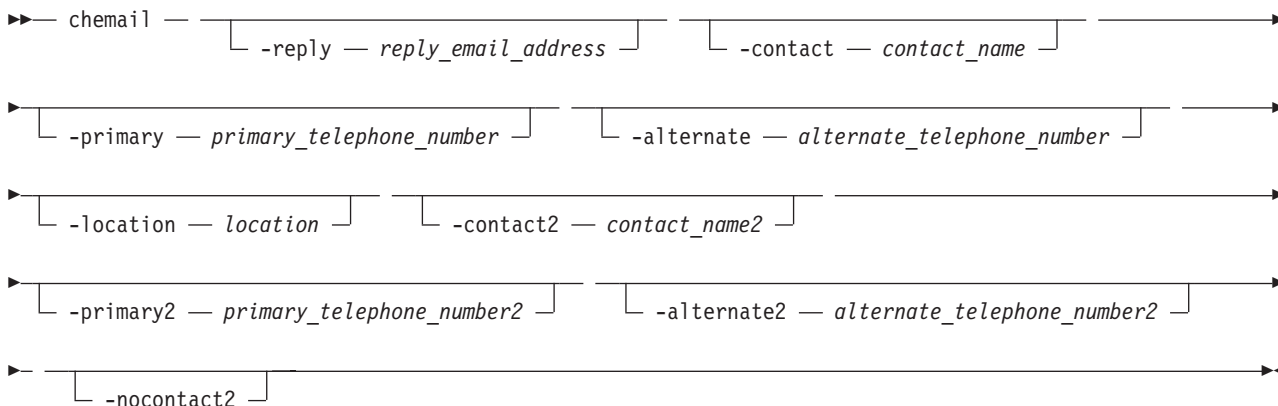 chemail
-reply reply_email_address -contact contact_name
-primary primary_telephone_number -alternate alternate_telephone_number
-location location -contact2 contact_name2
-primary2 primary_telephone_number2 -alternate2 alternate_telephone_number2
-nocontact2